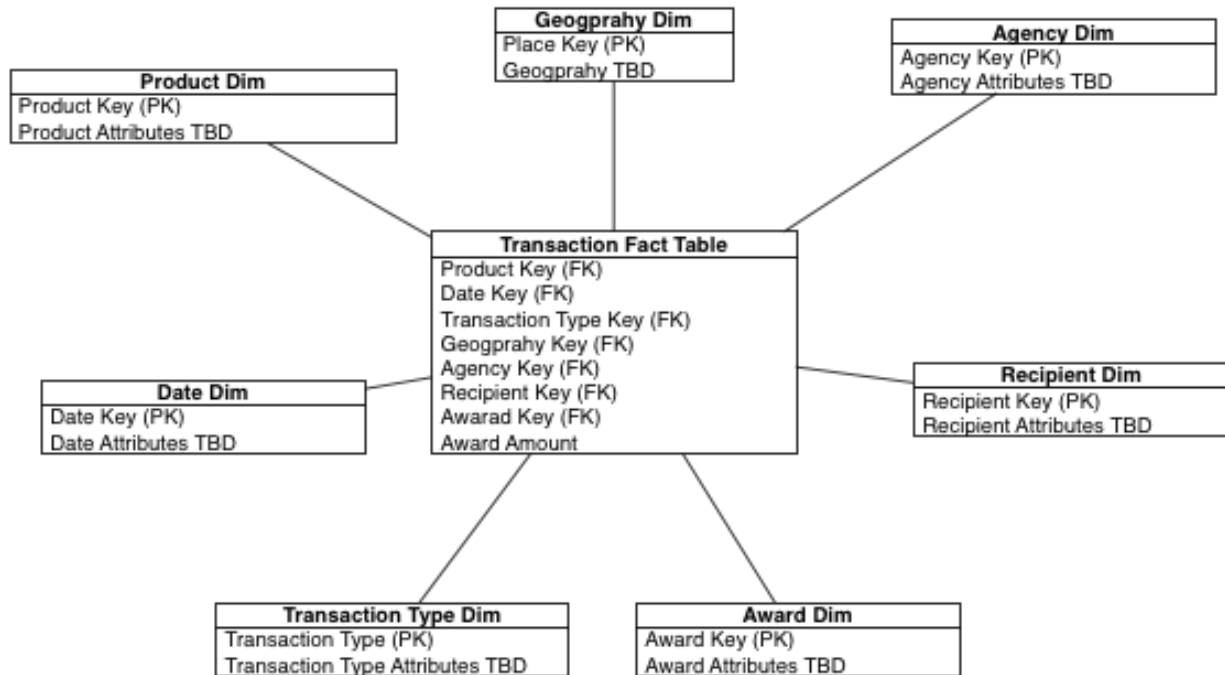 Geogprahy Dim
Place Key (PK)
Geogprahy TBD
Agency Dim
Agency Key (PK)
Agency Attributes TBD
Product Dim
Product Key (PK)
Product Attributes TBD
Transaction Fact Table
Product Key (FK)
Date Key (FK)
Transaction Type Key (FK)
Geogprahy Key (FK)
Agency Key (FK)
Recipient Key (FK)
Awarad Key (FK)
Award Amount
Date Dim
Date Key (PK)
Date Attributes TBD
Recipient Dim
Recipient Key (PK)
Recipient Attributes TBD
Transaction Type Dim
Transaction Type (PK)
Transaction Type Attributes TBD
Award Dim
Award Key (PK)
Award Attributes TBD